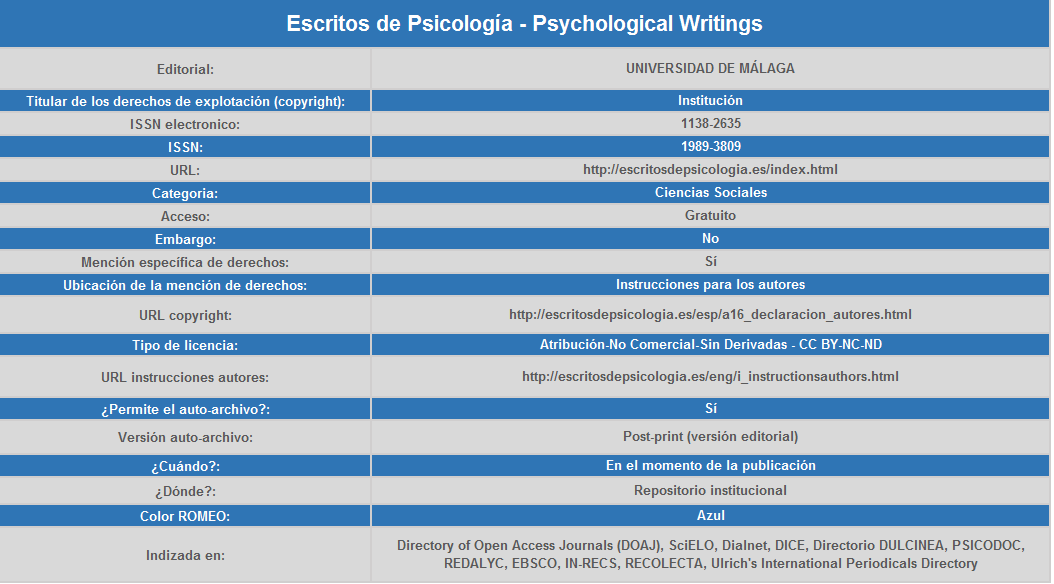 Escritos de Psicología - Psychological Writings
Editorial: UNIVERSIDAD DE MÁLAGA
Titular de los derechos de explotación (copyright): Institución
ISSN electronico: 1138-2635
ISSN: 1989-3809
URL: http://escritosdepsicologia.es/index.html
Categoria: Ciencias Sociales
Acceso: Gratuito
Embargo: No
Mención específica de derechos: Sí
Ubicación de la mención de derechos: Instrucciones para los autores
URL copyright: http://escritosdepsicologia.es/esp/a16_declaracion_autores.html
Tipo de licencia: Atribución-No Comercial-Sin Derivadas - CC BY-NC-ND
URL instrucciones autores: http://escritosdepsicologia.es/eng/i_instructionsauthors.html
¿Permite el auto-archivo?: Sí
Versión auto-archivo: Post-print (versión editorial)
¿Cuándo?: En el momento de la publicación
¿Dónde?: Repositorio institucional
Color ROMEO: Azul
Indizada en: Directory of Open Access Journals (DOAJ), SciELO, Dialnet, DICE, Directorio DULCINEA, PSICODOC,
REDALYC, EBSCO, IN-RECS, RECOLECTA, Ulrich's International Periodicals Directory